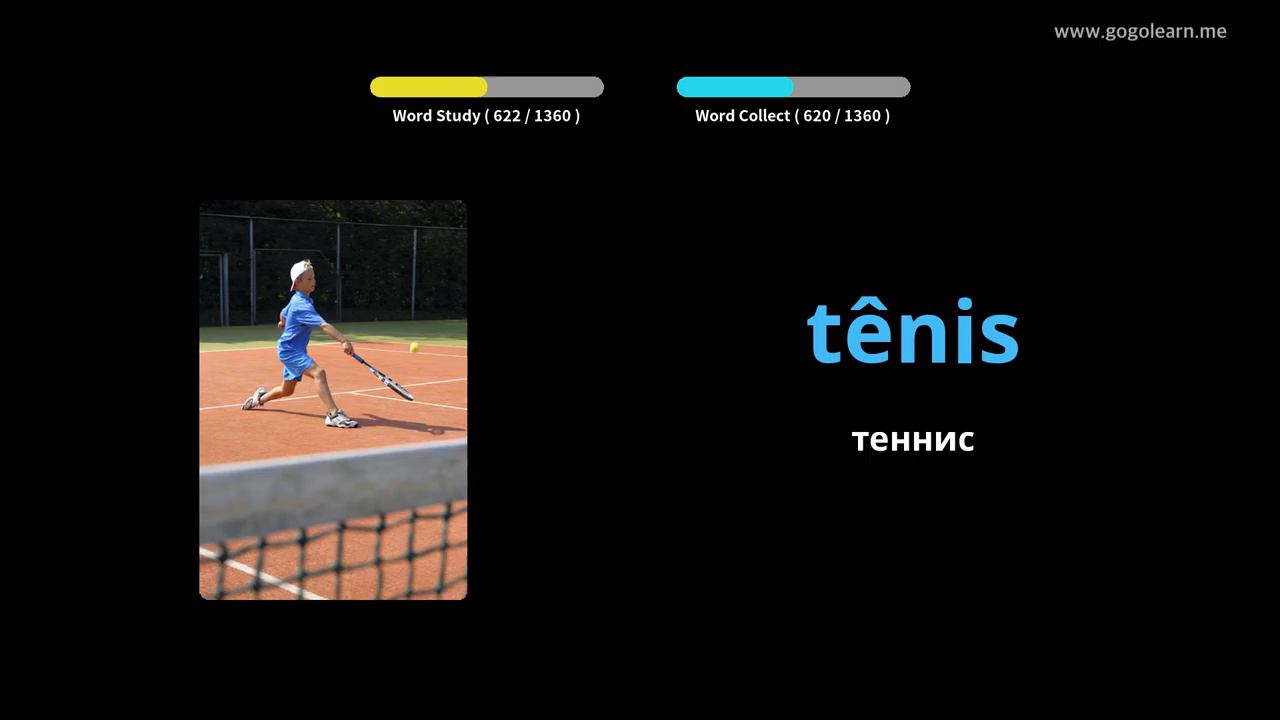 www.gogolearn.me
Word Study ( 622 / 1360 )
Word Collect ( 620 / 1360 )
tênis
теннис